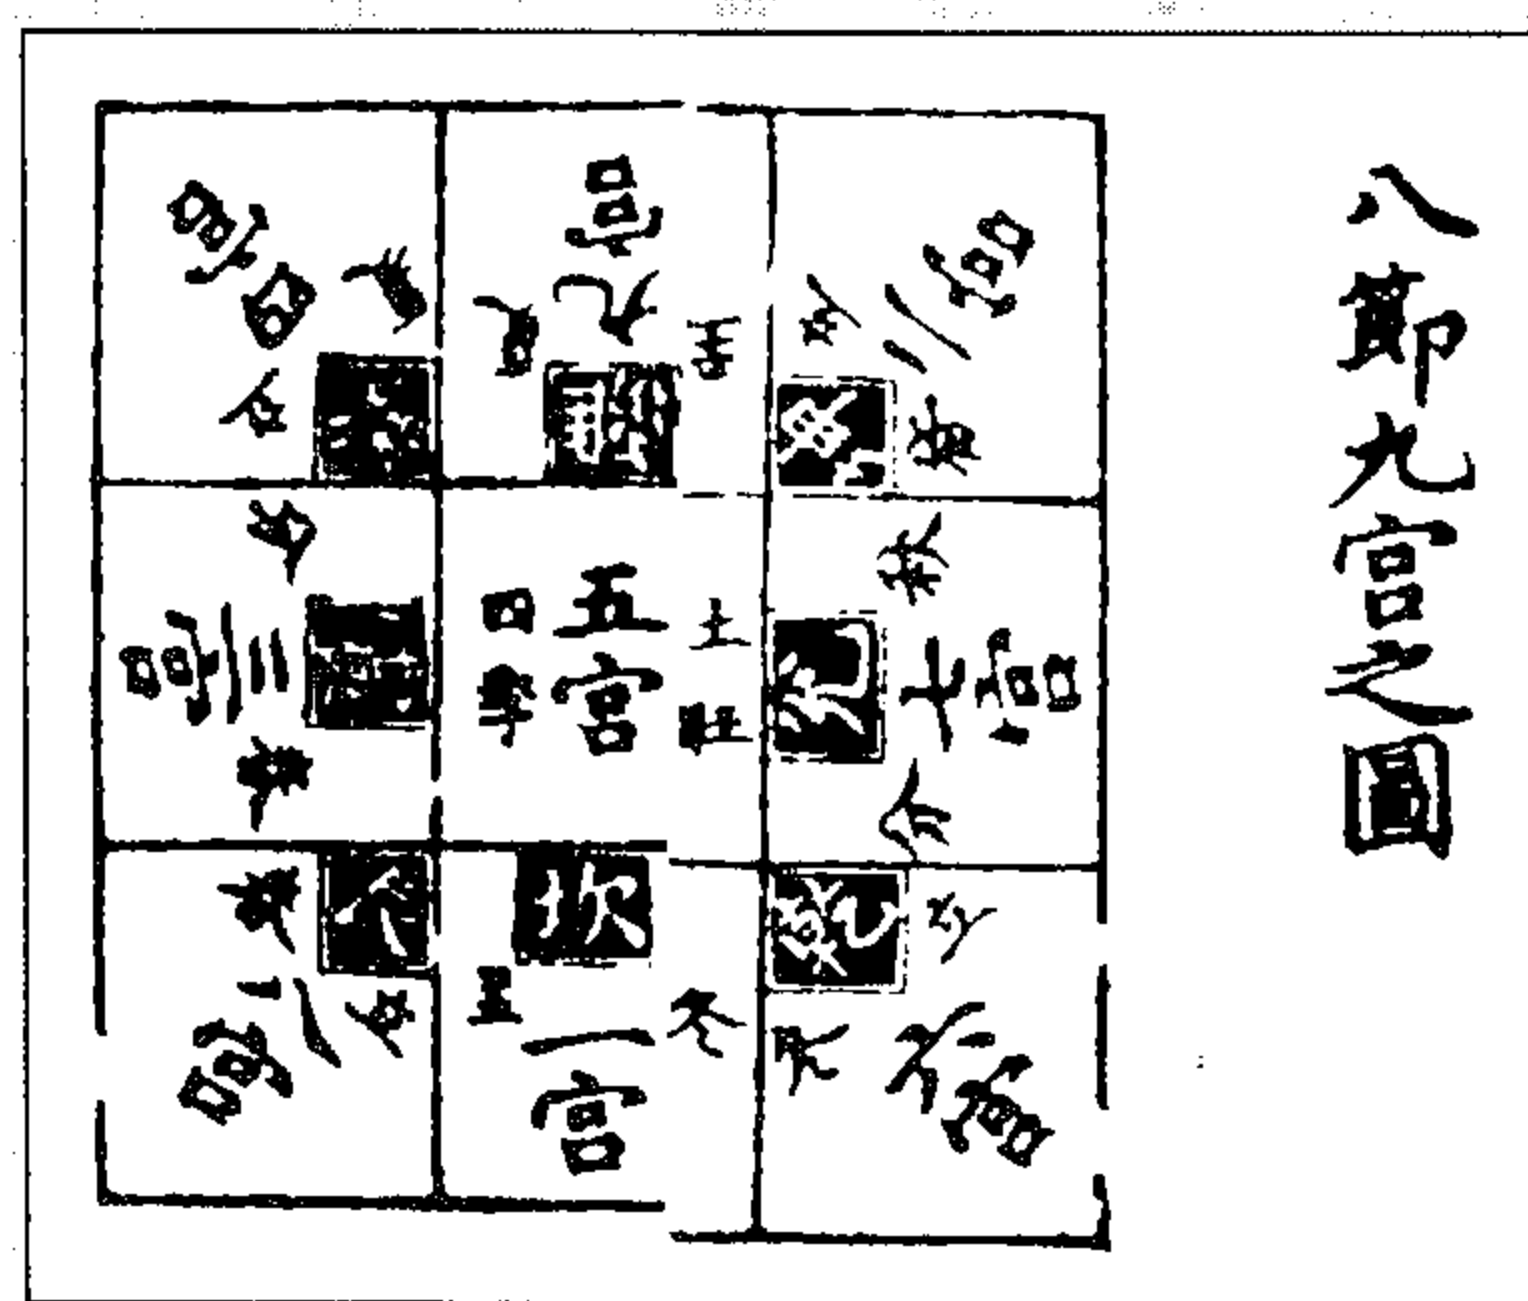 八節九宮之圖
二宮
立
坤
秋
七宮
兌
分
六宮
立
乾
冬
九宮
夏
離
至
五宮
土
旺
四
季
一宮
冬
坎
至
四宮
立
巽
夏
三宮
春
震
分
八宮
立
艮
春